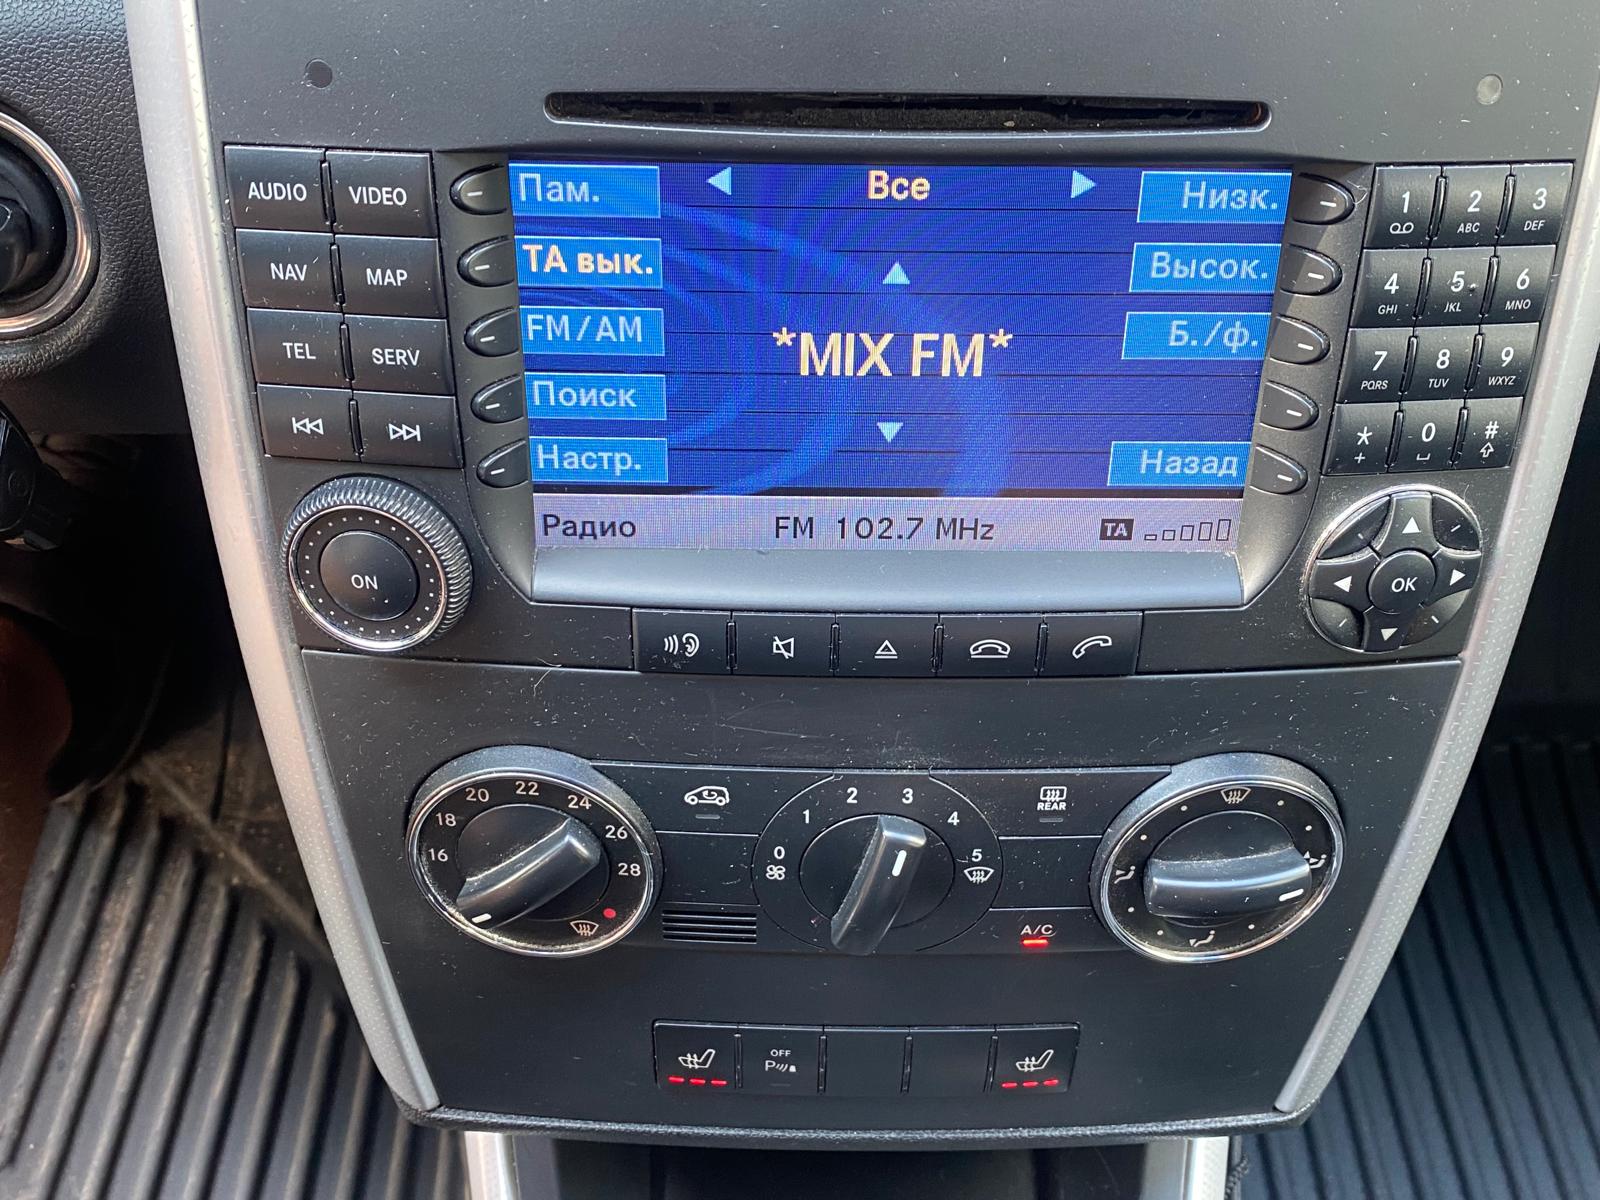 AUDIO
VIDEO
NAV
MAP
TEL
SERV
ON
Пам.
Все
Низк.
ТА вык.
Высок.
FM/AM
*MIX FM*
Б./ф.
Поиск
Настр.
Назад
Радио FM 102.7 MHz TA
1 2 3
ABC DEF
4 5 6
GHI JKL MNO
7 8 9
PQRS TUV WXYZ
* 0 #
+
OK
16 18 20 22 24 26 28
0 1 2 3 4 5
REAR
A/C
OFF
P